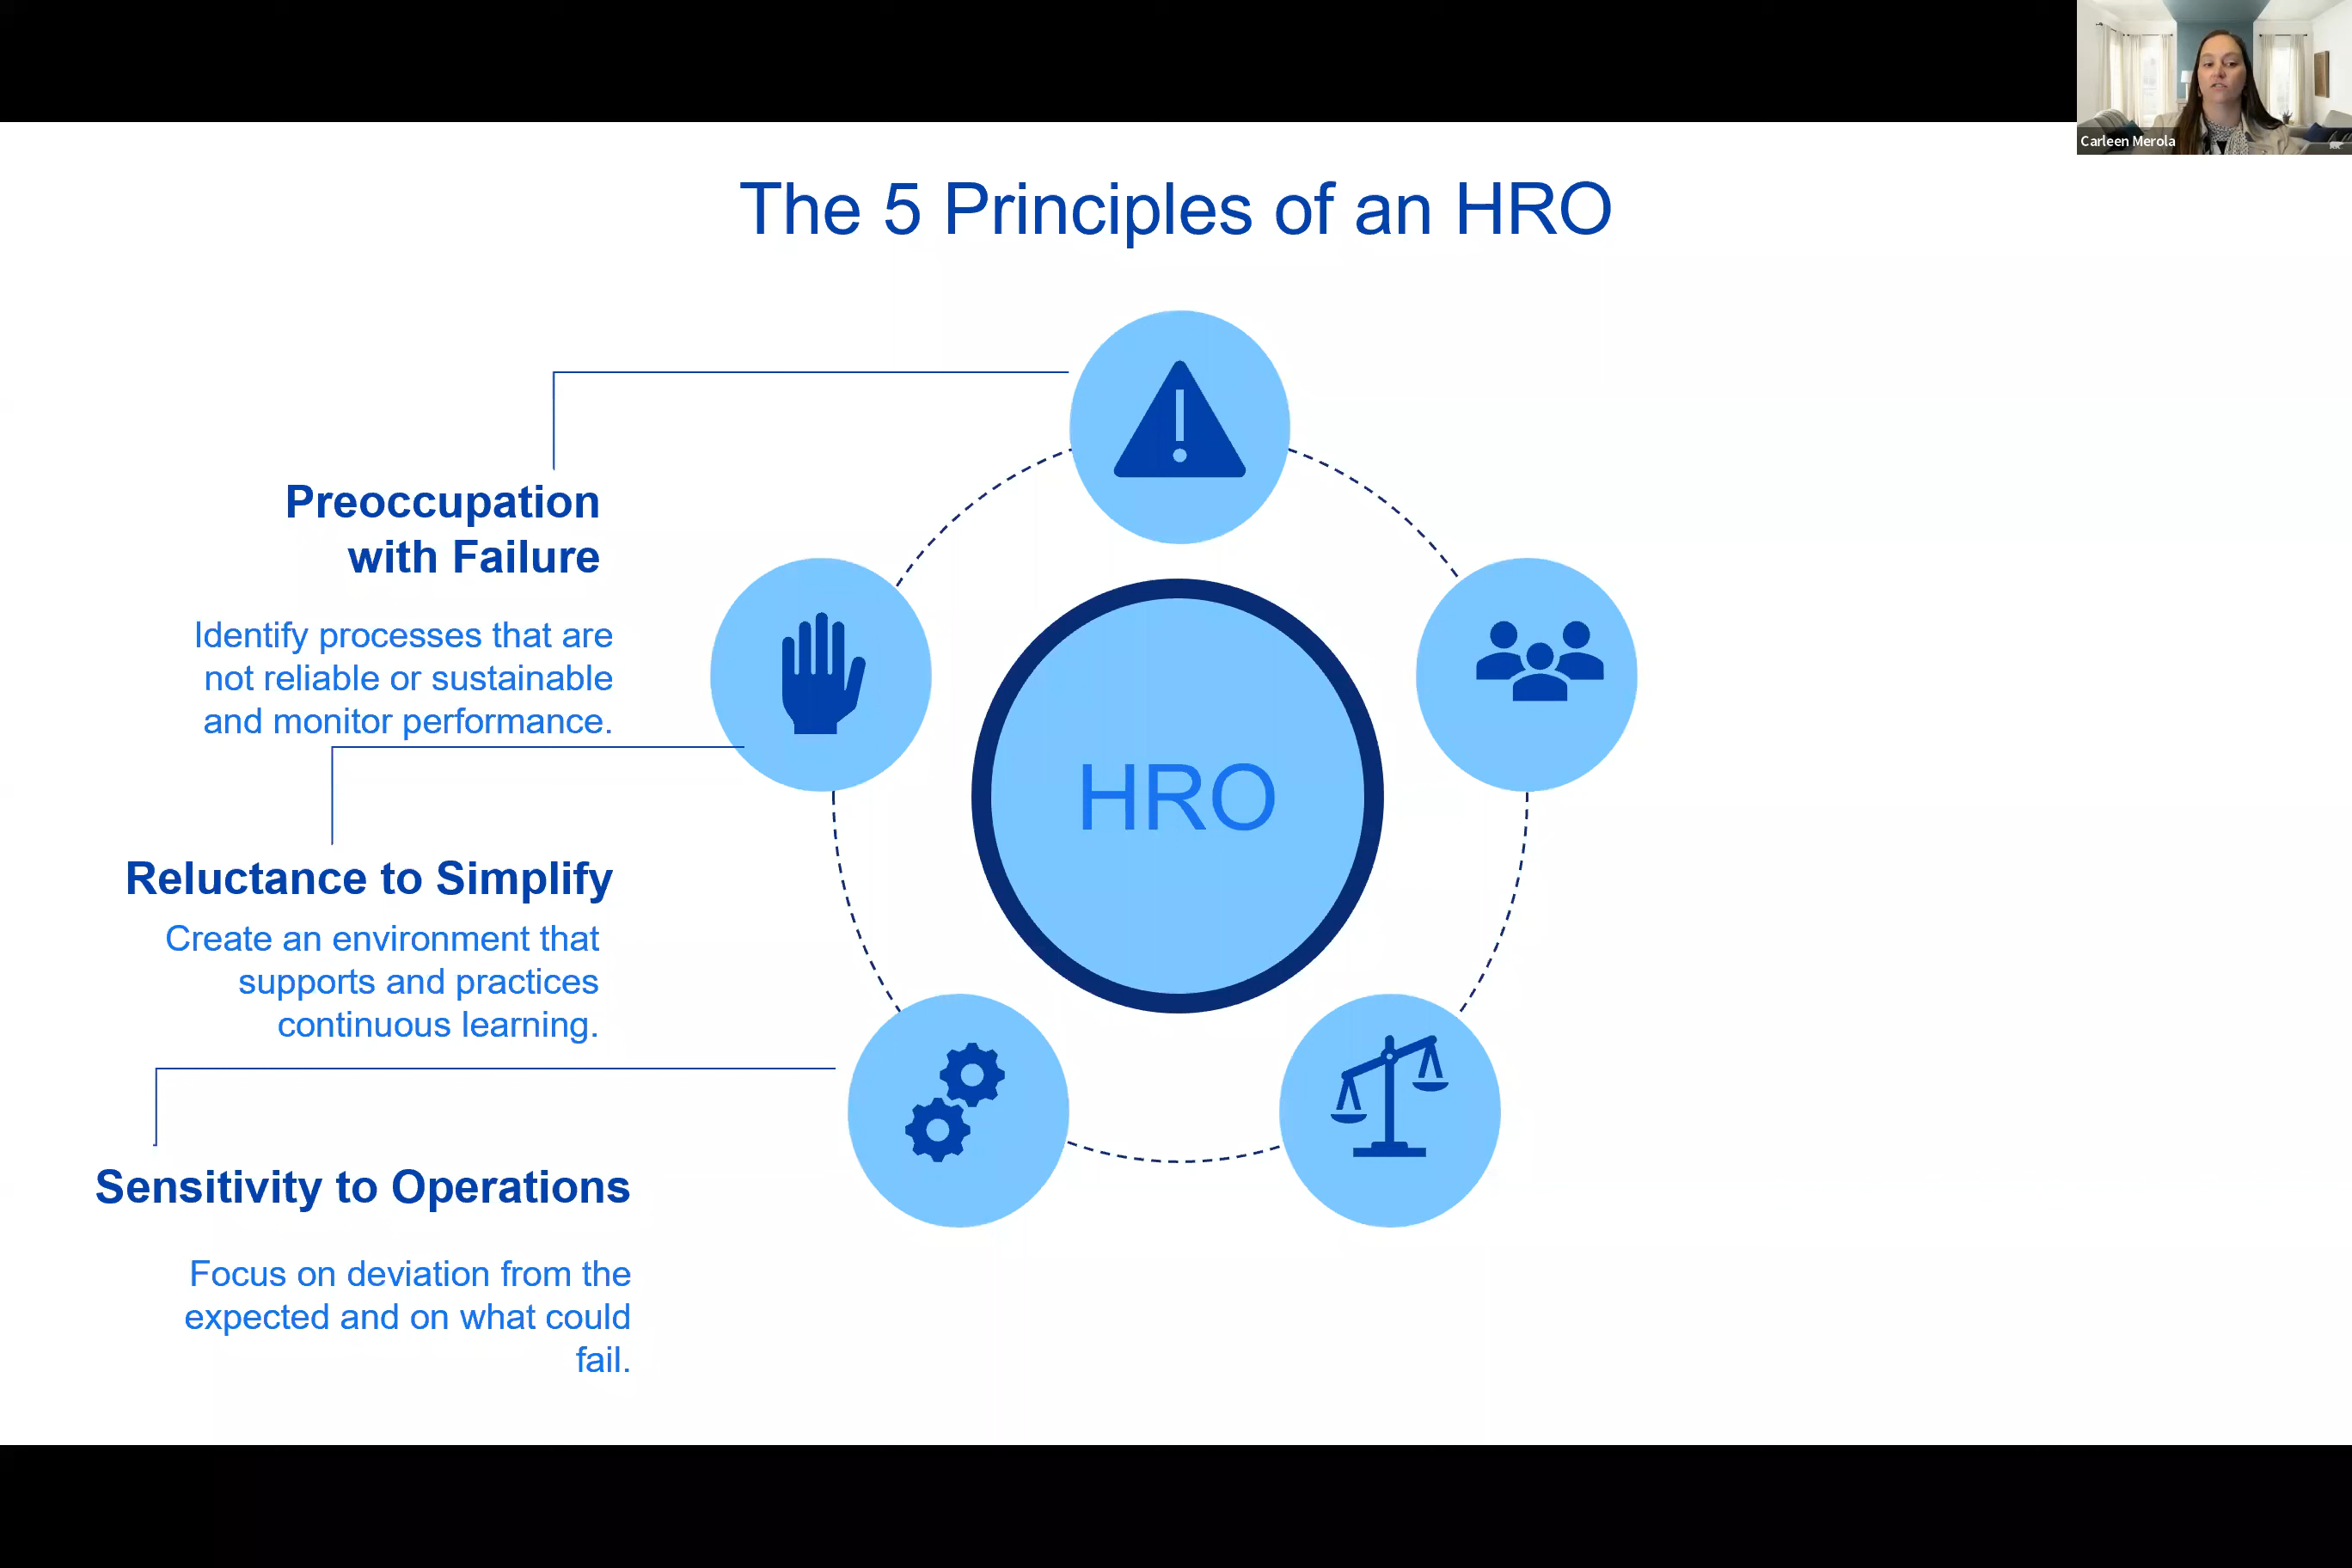 Carleen Merola
The 5 Principles of an HRO
Preoccupation
with Failure
Identify processes that are
not reliable or sustainable
and monitor performance.
Reluctance to Simplify
Create an environment that
supports and practices
continuous learning.
Sensitivity to Operations
Focus on deviation from the
expected and on what could
fail.
HRO